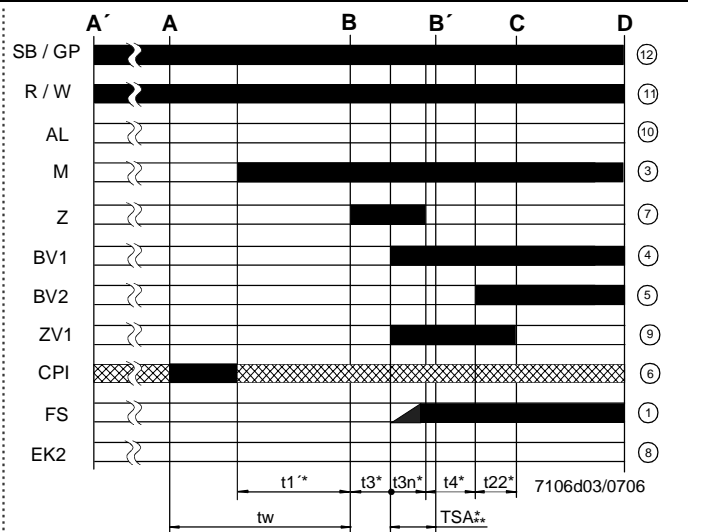 A´ A B B´ C D
SB / GP 12
R / W 11
AL 10
M 3
Z 7
BV1 4
BV2 5
ZV1 9
CPI 6
FS 1
EK2 8
t1´* t3* t3n* t4* t22* 7106d03/0706
tw TSA***